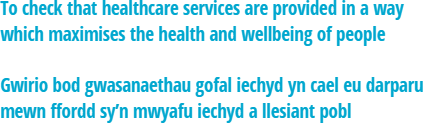 To check that healthcare services are provided in a way
which maximises the health and wellbeing of people
Gwirio bod gwasanaethau gofal iechyd yn cael eu darparu
mewn ffordd sy’n mwyafu iechyd a llesiant pobl